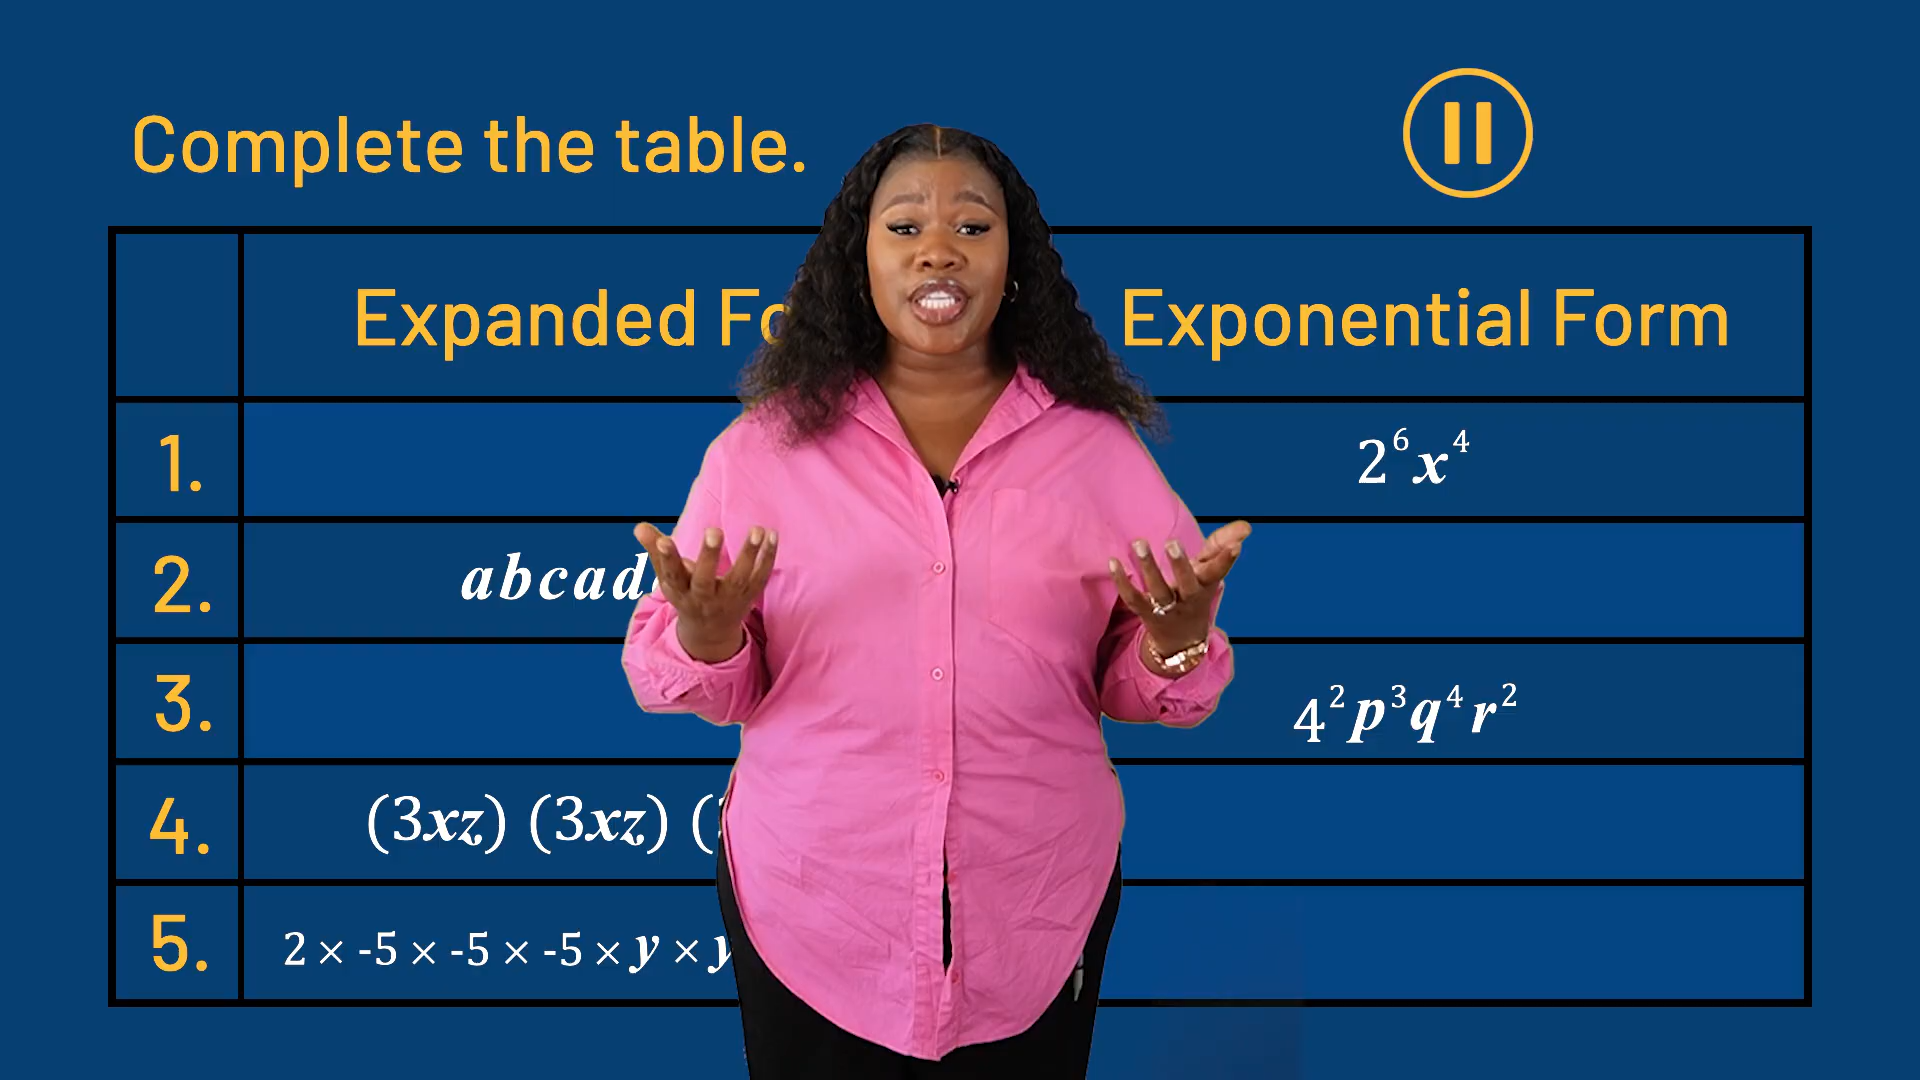 Complete the table.
Expanded Exponential Form
1. 2⁶x⁴
2. abcad
3. 4²p³q⁴r²
4. (3xz) (3xz) (
5. 2 × -5 × -5 × -5 × y × y